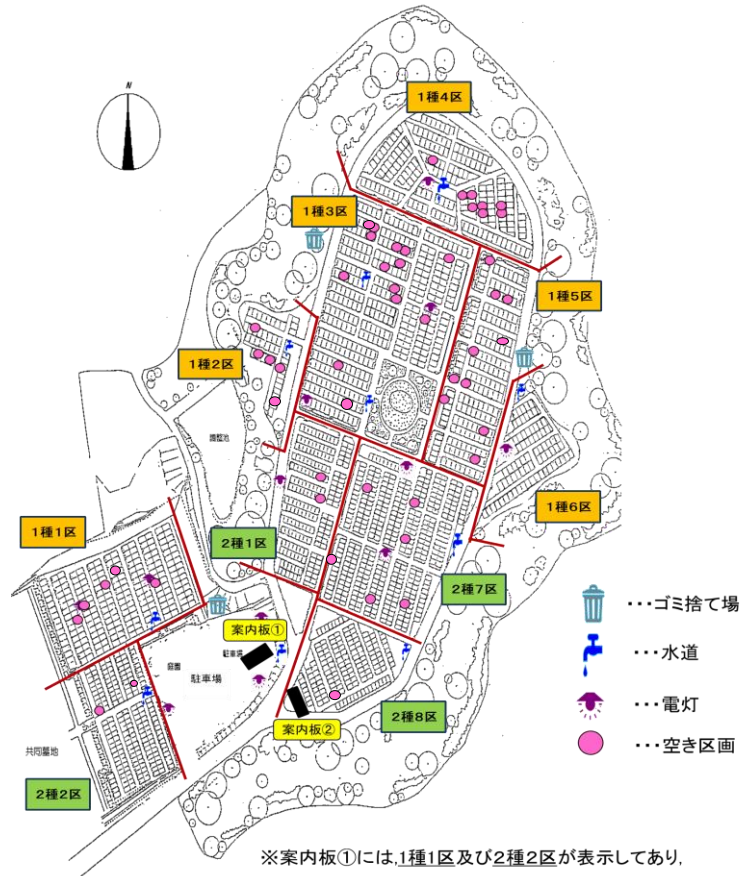 N
1種4区
1種3区
1種5区
1種2区
調整池
1種6区
1種1区
2種1区
2種7区
案内板①
駐車場
駐車場
2種8区
案内板②
共同墓地
2種2区
･･･ゴミ捨て場
･･･水道
･･･電灯
･･･空き区画
※案内板①には,1種1区及び2種2区が表示してあり,